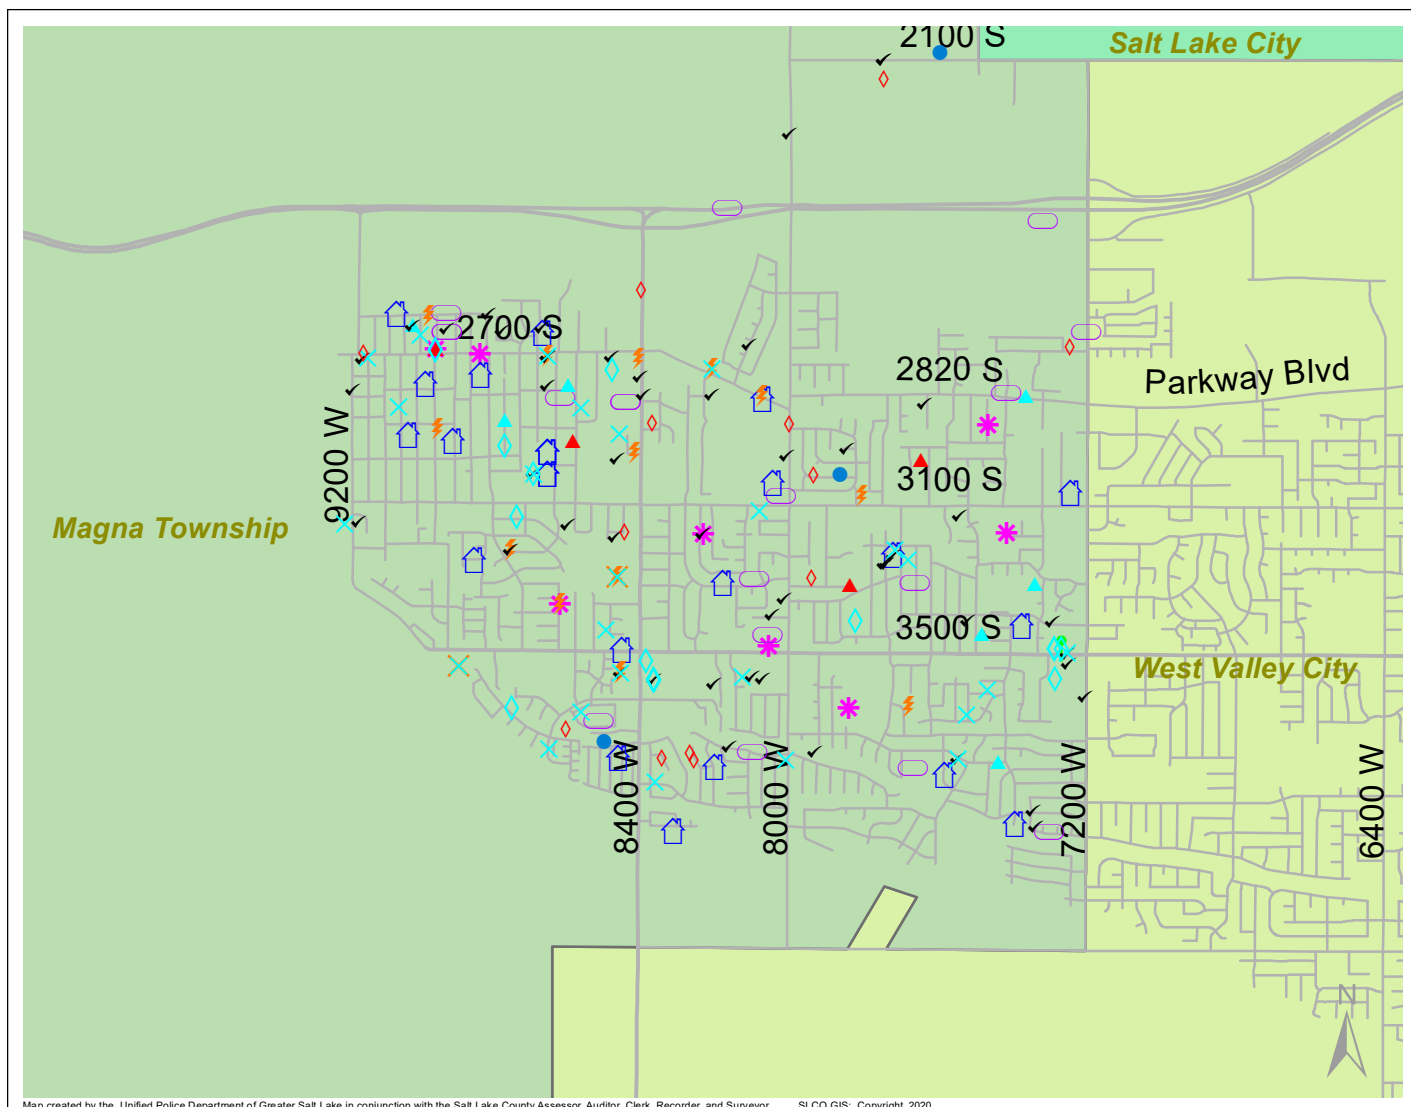 2100 S
Salt Lake City
2700 S
2820 S
Parkway Blvd
9200 W
3100 S
Magna Township
3500 S
West Valley City
8400 W
8000 W
7200 W
6400 W
N
Map created by the Unified Police Department of Greater Salt Lake in conjunction with the Salt Lake County Assessor, Auditor, Clerk, Recorder, and Surveyor. SLCO GIS: Copyright, 2020